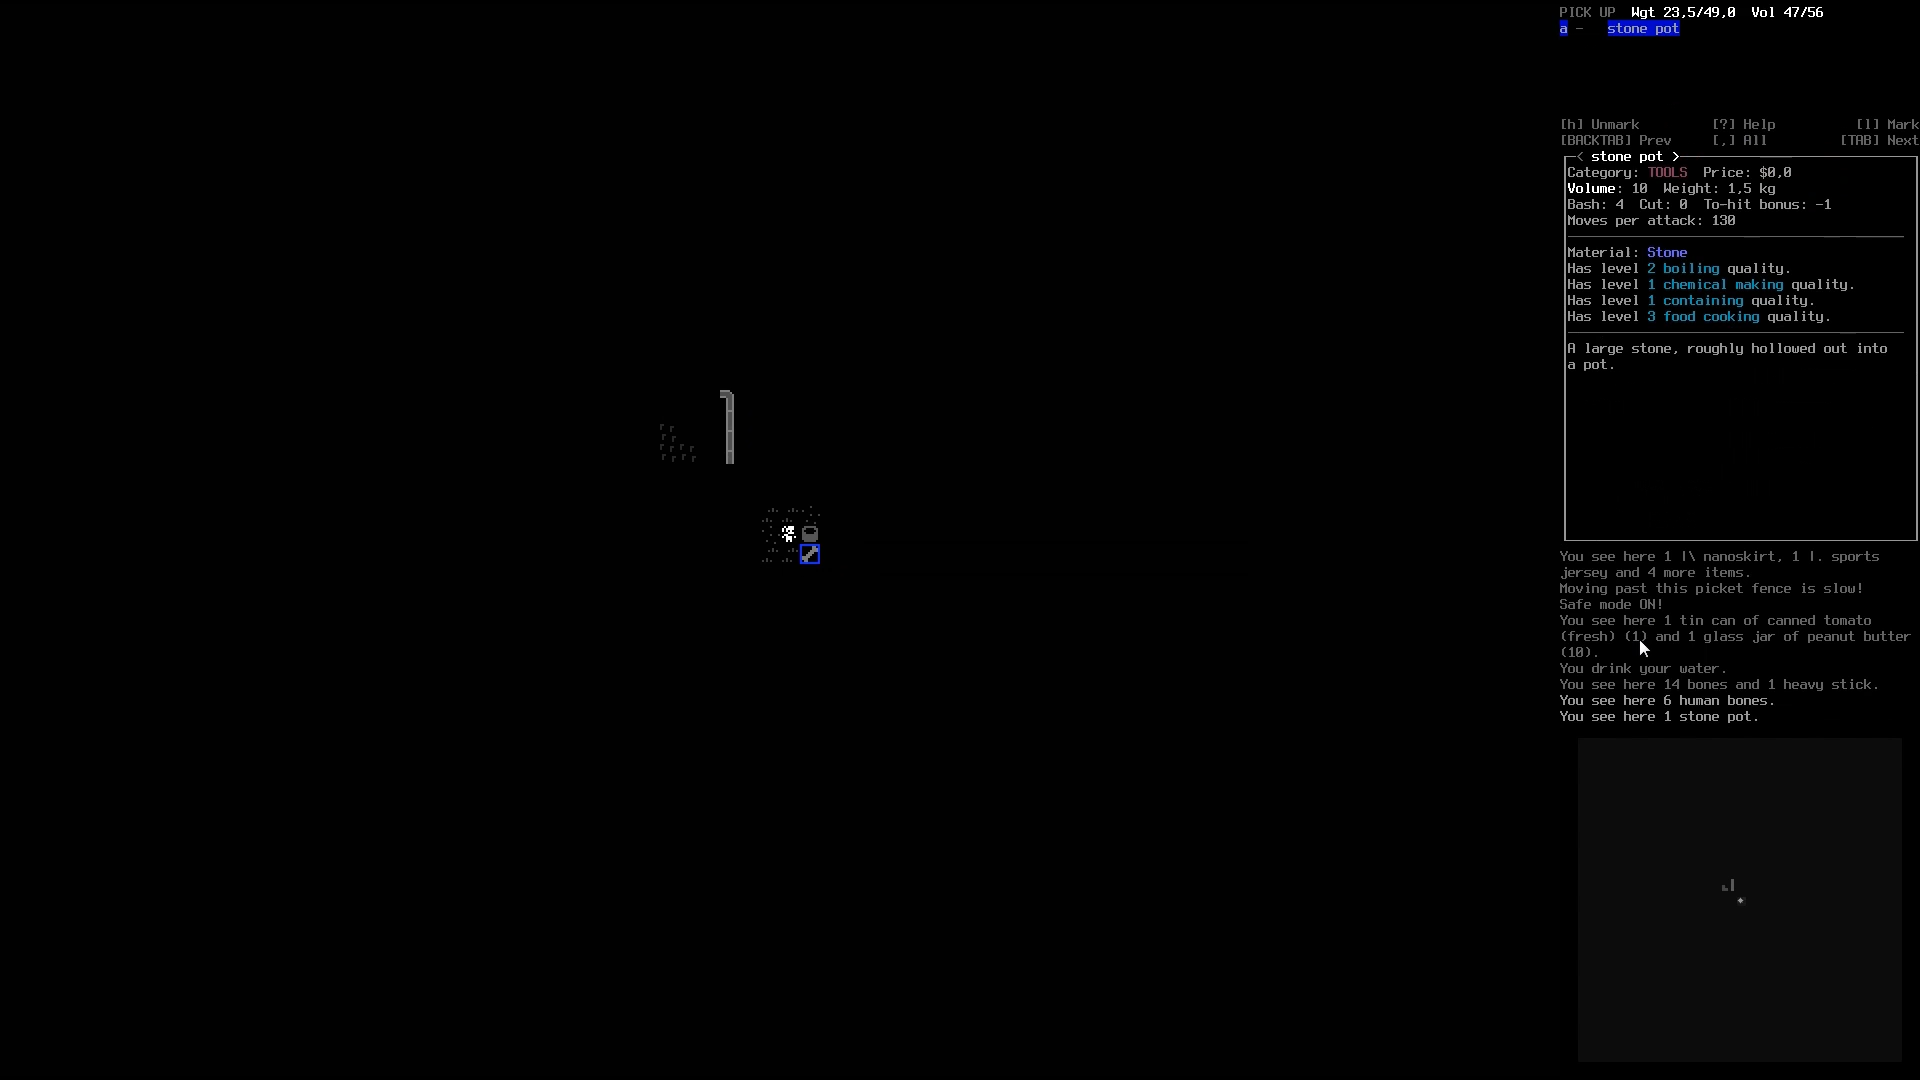 PICK UP  Wgt 23,5/49,0  Vol 47/56
a -   stone pot
[h] Unmark   [?] Help   [l] Mark
[BACKTAB] Prev   [,] All   [TAB] Next
< stone pot >
Category: TOOLS  Price: $0,0
Volume: 10  Weight: 1,5 kg
Bash: 4  Cut: 0  To-hit bonus: -1
Moves per attack: 130
Material: Stone
Has level 2 boiling quality.
Has level 1 chemical making quality.
Has level 1 containing quality.
Has level 3 food cooking quality.
A large stone, roughly hollowed out into
a pot.
You see here 1 |\ nanoskirt, 1 |. sports
jersey and 4 more items.
Moving past this picket fence is slow!
Safe mode ON!
You see here 1 tin can of canned tomato
(fresh) (1) and 1 glass jar of peanut butter
(10).
You drink your water.
You see here 14 bones and 1 heavy stick.
You see here 6 human bones.
You see here 1 stone pot.